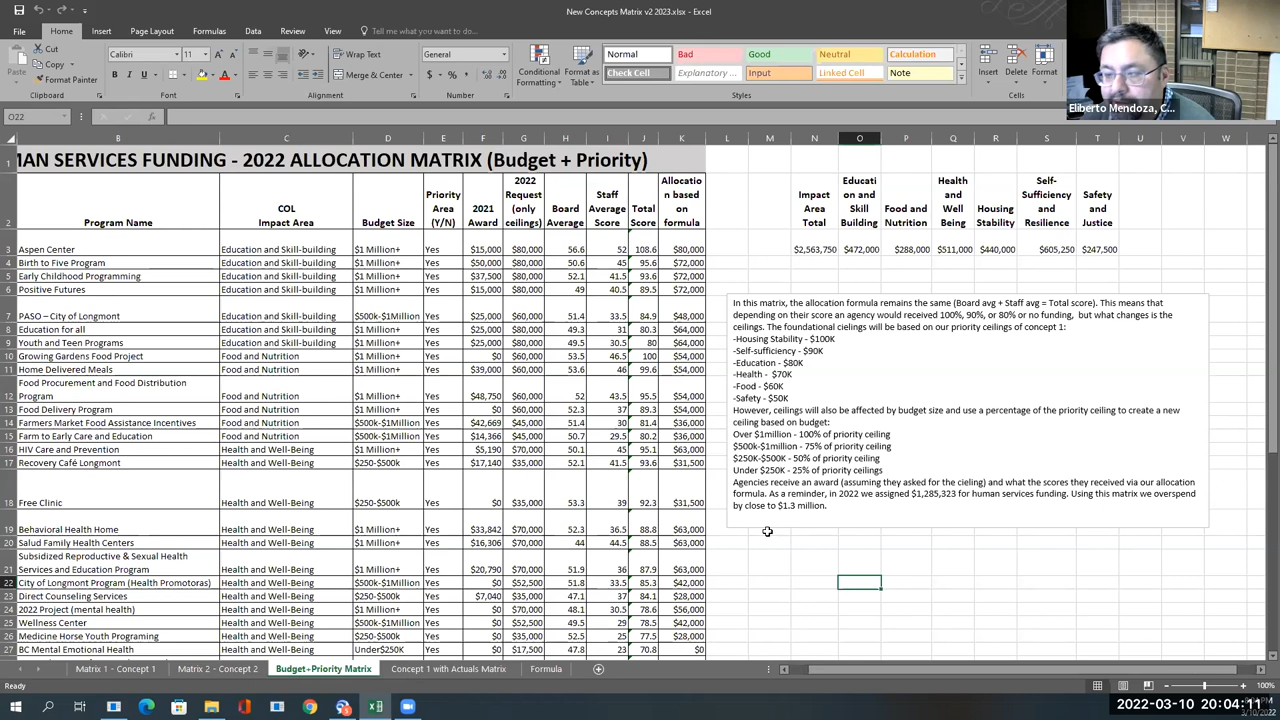 New Concepts Matrix v2 2023.xlsx - Excel
File Home Insert Page Layout Formulas Data Review View Tell me what you want to do
Cut
Copy
Format Painter
Paste
Calibri 11
Wrap Text
Merge & Center
General
Conditional Formatting
Format as Table
Normal Bad Good Neutral Calculation
Check Cell Explanatory ... Input Linked Cell Note
Insert Delete Format
Clipboard Font Alignment Number Styles Cells
Eliberto Mendoza, C...
O22
B C D E F G H I J K L M N O P Q R S T U V W
1 MAN SERVICES FUNDING - 2022 ALLOCATION MATRIX (Budget + Priority)
2 Program Name COL Impact Area Budget Size Priority Area (Y/N) 2021 Award 2022 Request (only ceilings) Board Average Staff Average Score Total Score Allocation based on formula
Impact Area Total Education and Skill Building Food and Nutrition Health and Well Being Housing Stability Self-Sufficiency and Resilience Safety and Justice
3 Aspen Center Education and Skill-building $1 Million+ Yes $15,000 $80,000 56.6 52 108.6 $80,000
$2,563,750 $472,000 $288,000 $511,000 $440,000 $605,250 $247,500
4 Birth to Five Program Education and Skill-building $1 Million+ Yes $50,000 $80,000 50.6 45 95.6 $72,000
5 Early Childhood Programming Education and Skill-building $1 Million+ Yes $37,500 $80,000 52.1 41.5 93.6 $72,000
6 Positive Futures Education and Skill-building $1 Million+ Yes $15,000 $80,000 49 40.5 89.5 $72,000
7 PASO – City of Longmont Education and Skill-building $500k-$1Million Yes $25,000 $60,000 51.4 33.5 84.9 $48,000
8 Education for all Education and Skill-building $1 Million+ Yes $25,000 $80,000 49.3 31 80.3 $64,000
9 Youth and Teen Programs Education and Skill-building $1 Million+ Yes $25,000 $80,000 49.5 30.5 80 $64,000
10 Growing Gardens Food Project Food and Nutrition $1 Million+ Yes $0 $60,000 53.5 46.5 100 $54,000
11 Home Delivered Meals Food and Nutrition $1 Million+ Yes $39,000 $60,000 53.6 46 99.6 $54,000
12 Food Procurement and Food Distribution Program Food and Nutrition $1 Million+ Yes $48,750 $60,000 52 43.5 95.5 $54,000
13 Food Delivery Program Food and Nutrition $1 Million+ Yes $0 $60,000 52.3 37 89.3 $54,000
14 Farmers Market Food Assistance Incentives Food and Nutrition $500k-$1Million Yes $42,669 $45,000 51.4 30 81.4 $36,000
15 Farm to Early Care and Education Food and Nutrition $500k-$1Million Yes $14,366 $45,000 50.7 29.5 80.2 $36,000
16 HIV Care and Prevention Health and Well-Being $1 Million+ Yes $5,190 $70,000 50.1 45 95.1 $63,000
17 Recovery Café Longmont Health and Well-Being $250-$500k Yes $17,140 $35,000 52.1 41.5 93.6 $31,500
18 Free Clinic Health and Well-Being $250-$500k Yes $35,000 53.3 39 92.3 $31,500
19 Behavioral Health Home Health and Well-Being $1 Million+ Yes $33,842 $70,000 52.3 36.5 88.8 $63,000
20 Salud Family Health Centers Health and Well-Being $1 Million+ Yes $16,306 $70,000 44 44.5 88.5 $63,000
21 Subsidized Reproductive & Sexual Health Services and Education Program Health and Well-Being $1 Million+ Yes $20,790 $70,000 51.9 36 87.9 $63,000
22 City of Longmont Program (Health Promotoras) Health and Well-Being $500k-$1Million Yes $0 $52,500 51.8 33.5 85.3 $42,000
23 Direct Counseling Services Health and Well-Being $250-$500k Yes $7,040 $35,000 47.1 37 84.1 $28,000
24 2022 Project (mental health) Health and Well-Being $1 Million+ Yes $0 $70,000 48.1 30.5 78.6 $56,000
25 Wellness Center Health and Well-Being $500k-$1Million Yes $0 $52,500 49.5 29 78.5 $42,000
26 Medicine Horse Youth Programing Health and Well-Being $250-$500k Yes $0 $35,000 52.5 25 77.5 $28,000
27 BC Mental Emotional Health Health and Well-Being Under$250K Yes $0 $17,500 47.8 23 70.8 $0
In this matrix, the allocation formula remains the same (Board avg + Staff avg = Total score). This means that
depending on their score an agency would received 100%, 90%, or 80% or no funding, but what changes is the
ceilings. The foundational cielings will be based on our priority ceilings of concept 1:
-Housing Stability - $100K
-Self-sufficiency - $90K
-Education - $80K
-Health - $70K
-Food - $60K
-Safety - $50K
However, ceilings will also be affected by budget size and use a percentage of the priority ceiling to create a new
ceiling based on budget:
Over $1million - 100% of priority ceiling
$500k-$1million - 75% of priority ceiling
$250K-$500K - 50% of priority ceiling
Under $250K - 25% of priority ceilings
Agencies receive an award (assuming they asked for the cieling) and what the scores they received via our allocation
formula. As a reminder, in 2022 we assigned $1,285,323 for human services funding. Using this matrix we overspend
by close to $1.3 million.
Matrix 1 - Concept 1 Matrix 2 - Concept 2 Budget+Priority Matrix Concept 1 with Actuals Matrix Formula
Ready 100%
2022-03-10 20:04:11